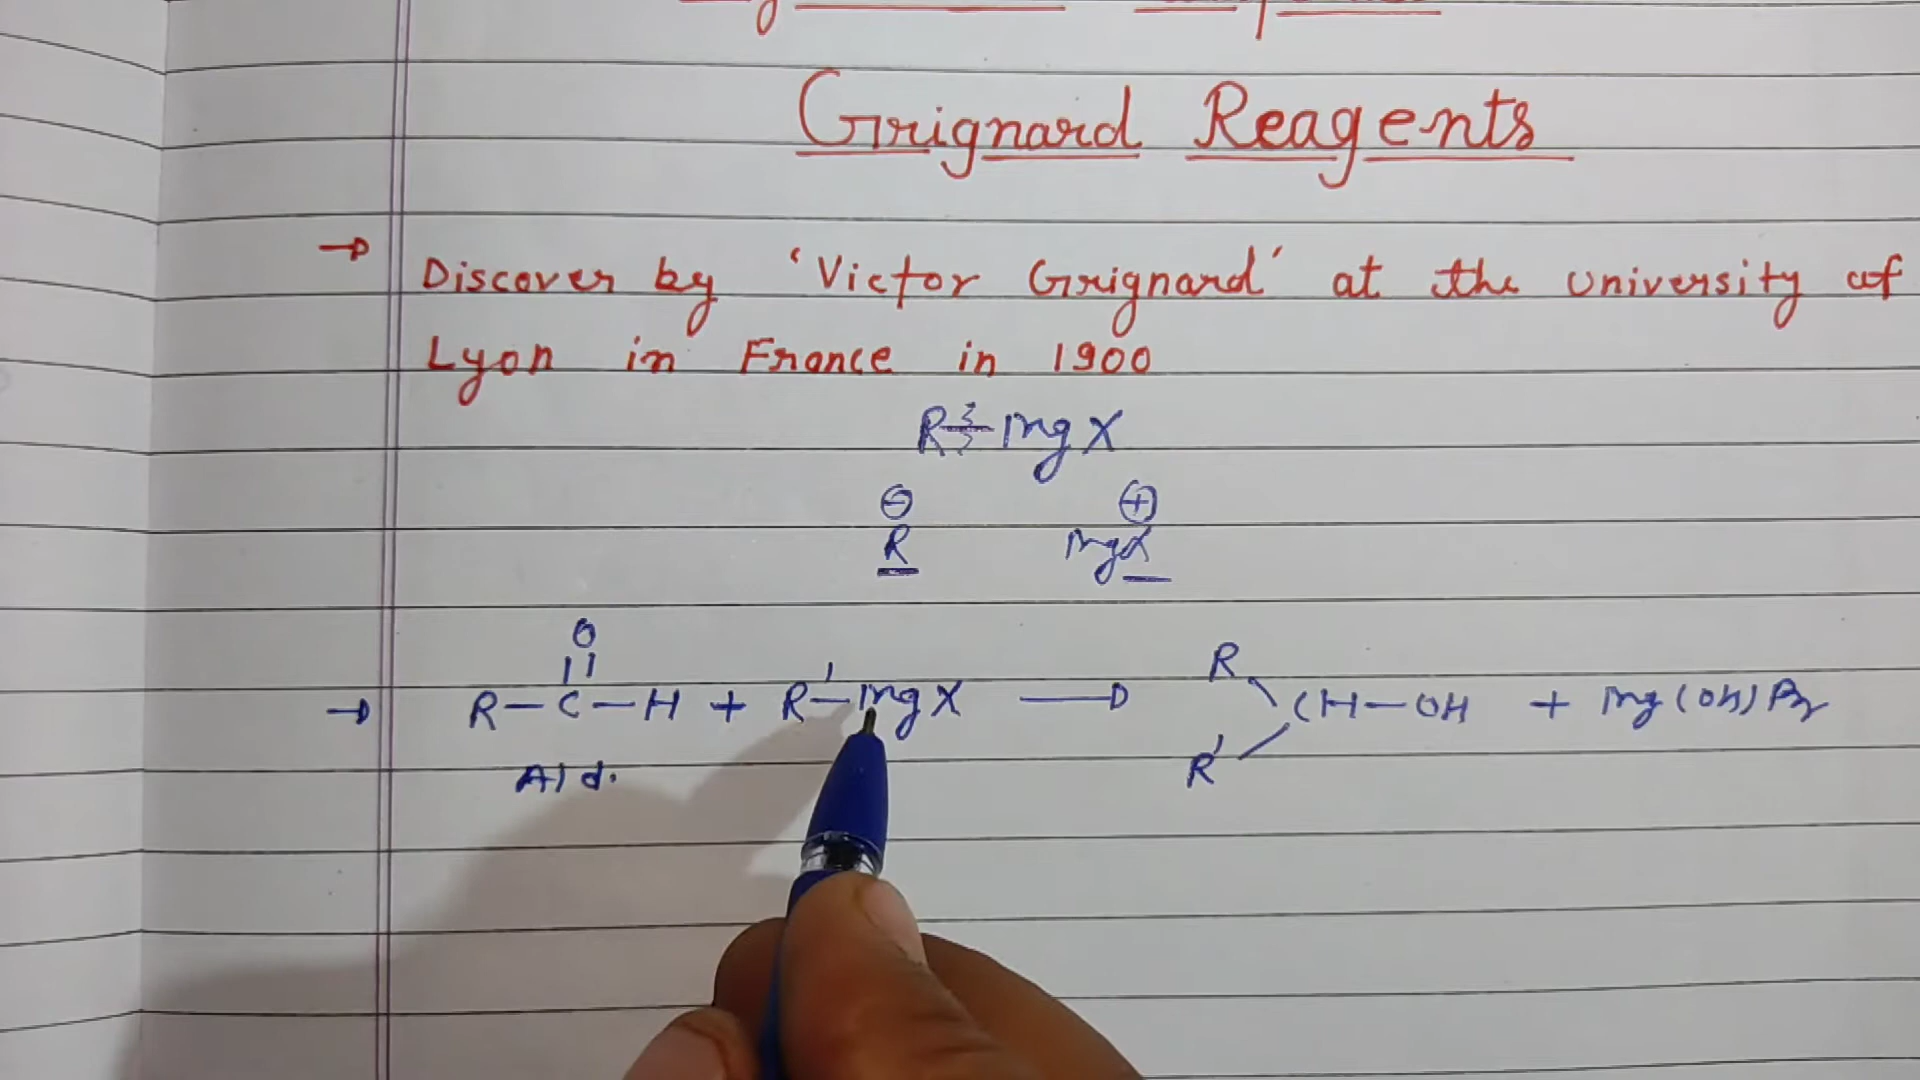 Grignard Reagents
→ Discover by 'Victor Grignard' at the university of
Lyon in France in 1900
R-MgX
⊖ ⊕
R MgX
O
R-C-H + R'-MgX → R R' CH-OH + Mg(OH)Br
Ald.